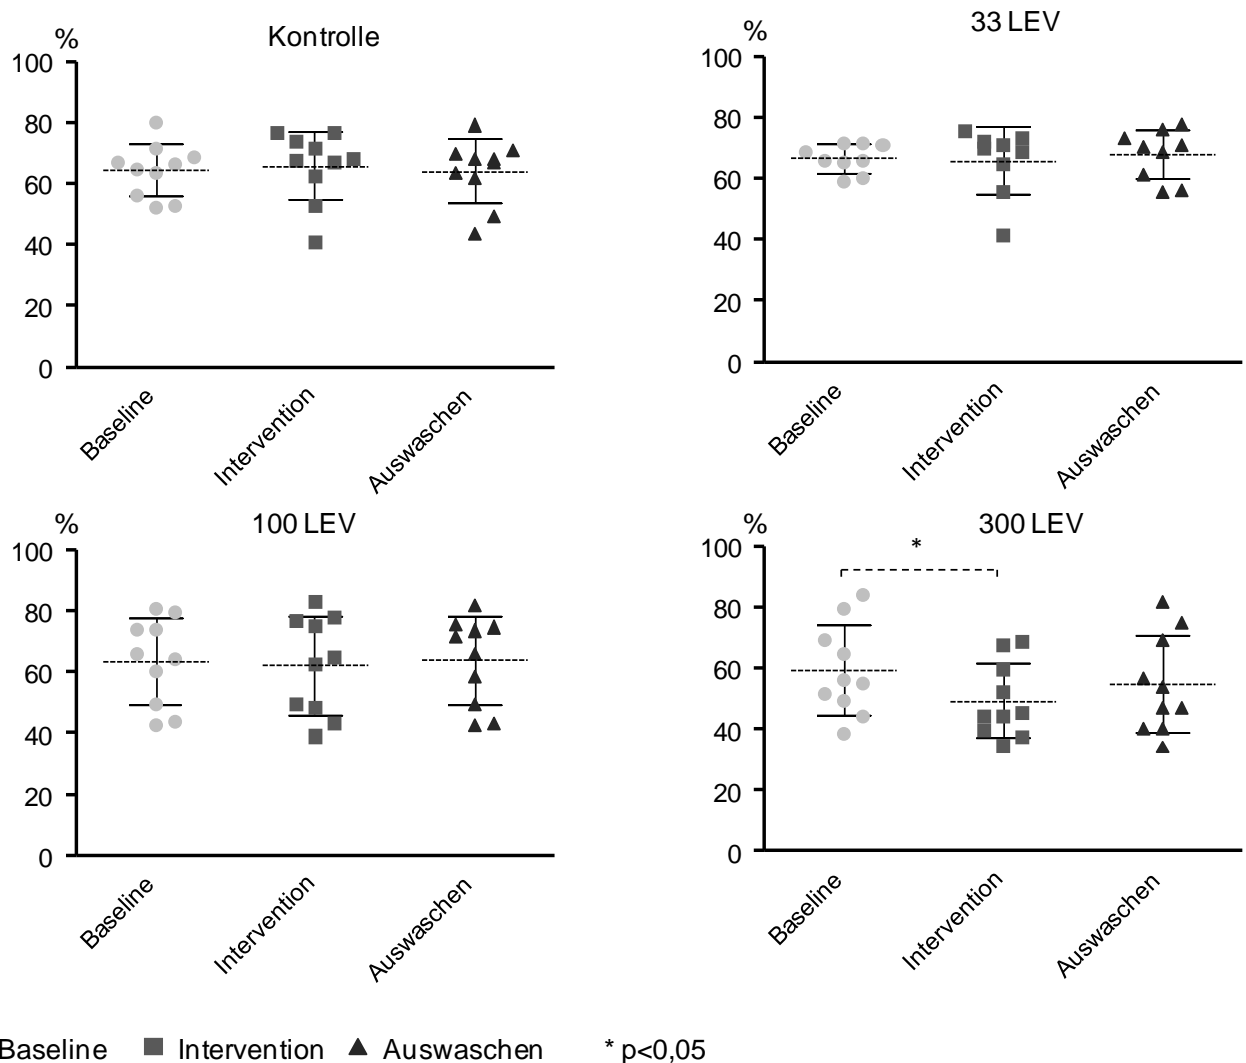 Kontrolle
%
100
80
60
40
20
0
Baseline
Intervention
Auswaschen
33 LEV
%
100
80
60
40
20
0
Baseline
Intervention
Auswaschen
100 LEV
%
100
80
60
40
20
0
Baseline
Intervention
Auswaschen
300 LEV
%
100
*
80
60
40
20
0
Baseline
Intervention
Auswaschen
Baseline Intervention Auswaschen * p<0,05